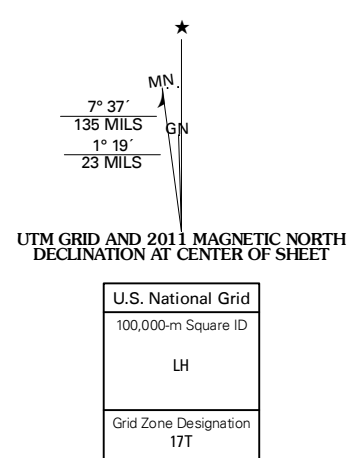 ★
MN
7° 37´
135 MILS
GN
1° 19´
23 MILS
UTM GRID AND 2011 MAGNETIC NORTH
DECLINATION AT CENTER OF SHEET
U.S. National Grid
100,000-m Square ID
LH
Grid Zone Designation
17T